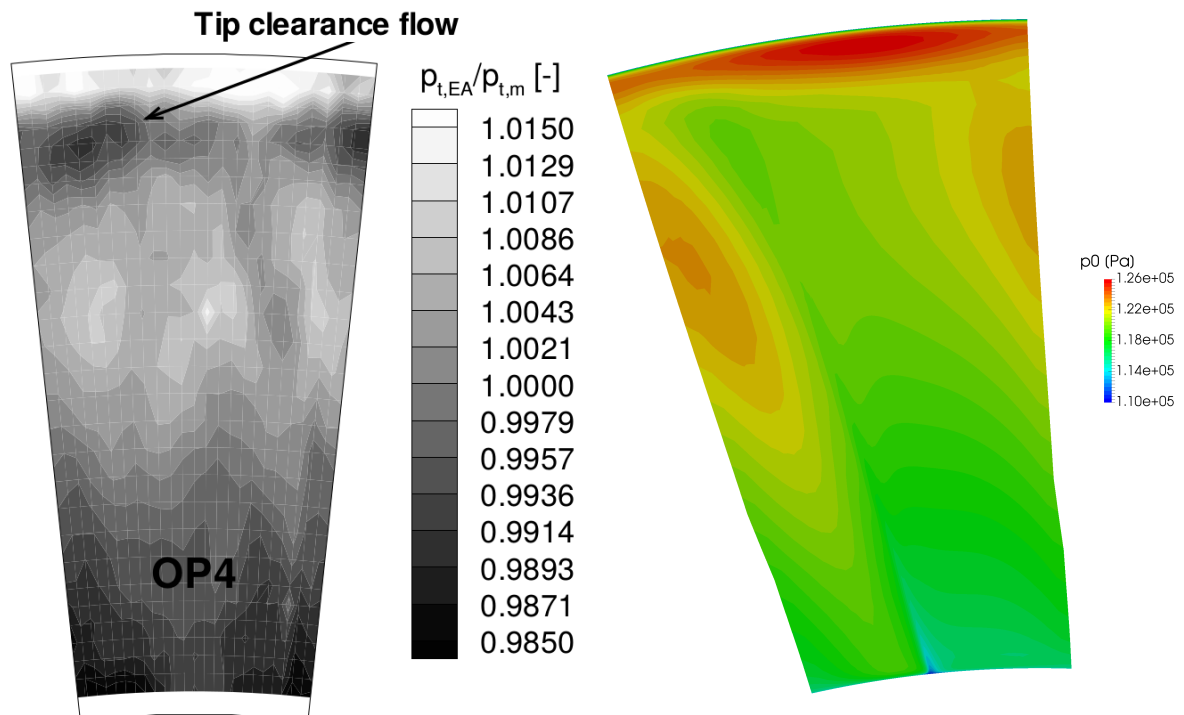 Tip clearance flow
p_t,EA/p_t,m [-]
1.0150
1.0129
1.0107
1.0086
1.0064
1.0043
1.0021
1.0000
0.9979
0.9957
0.9936
0.9914
0.9893
0.9871
0.9850
OP4
p0 (Pa)
1.26e+05
1.22e+05
1.18e+05
1.14e+05
1.10e+05